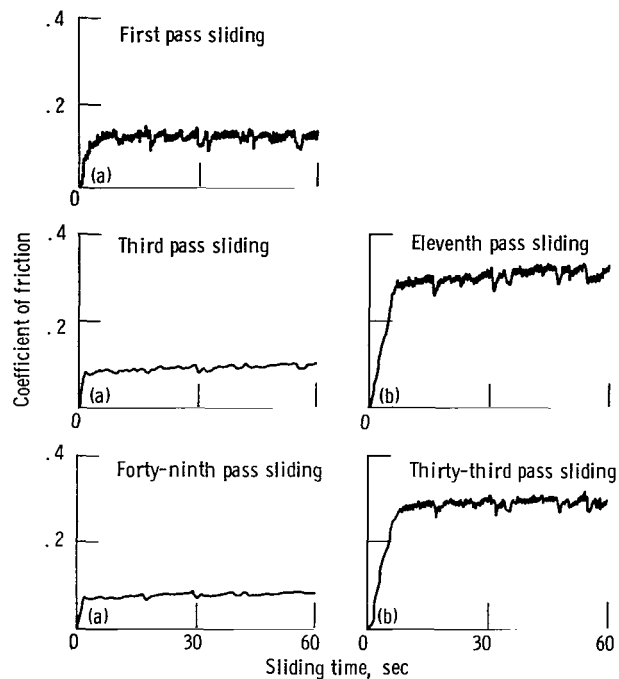 .4
First pass sliding
.2
(a)
0
.4
Third pass sliding
.2
(a)
0
.4
Eleventh pass sliding
.2
(b)
0
Coefficient of friction
.4
Forty-ninth pass sliding
.2
(a)
0
30
60
Thirty-third pass sliding
(b)
0
30
60
Sliding time, sec